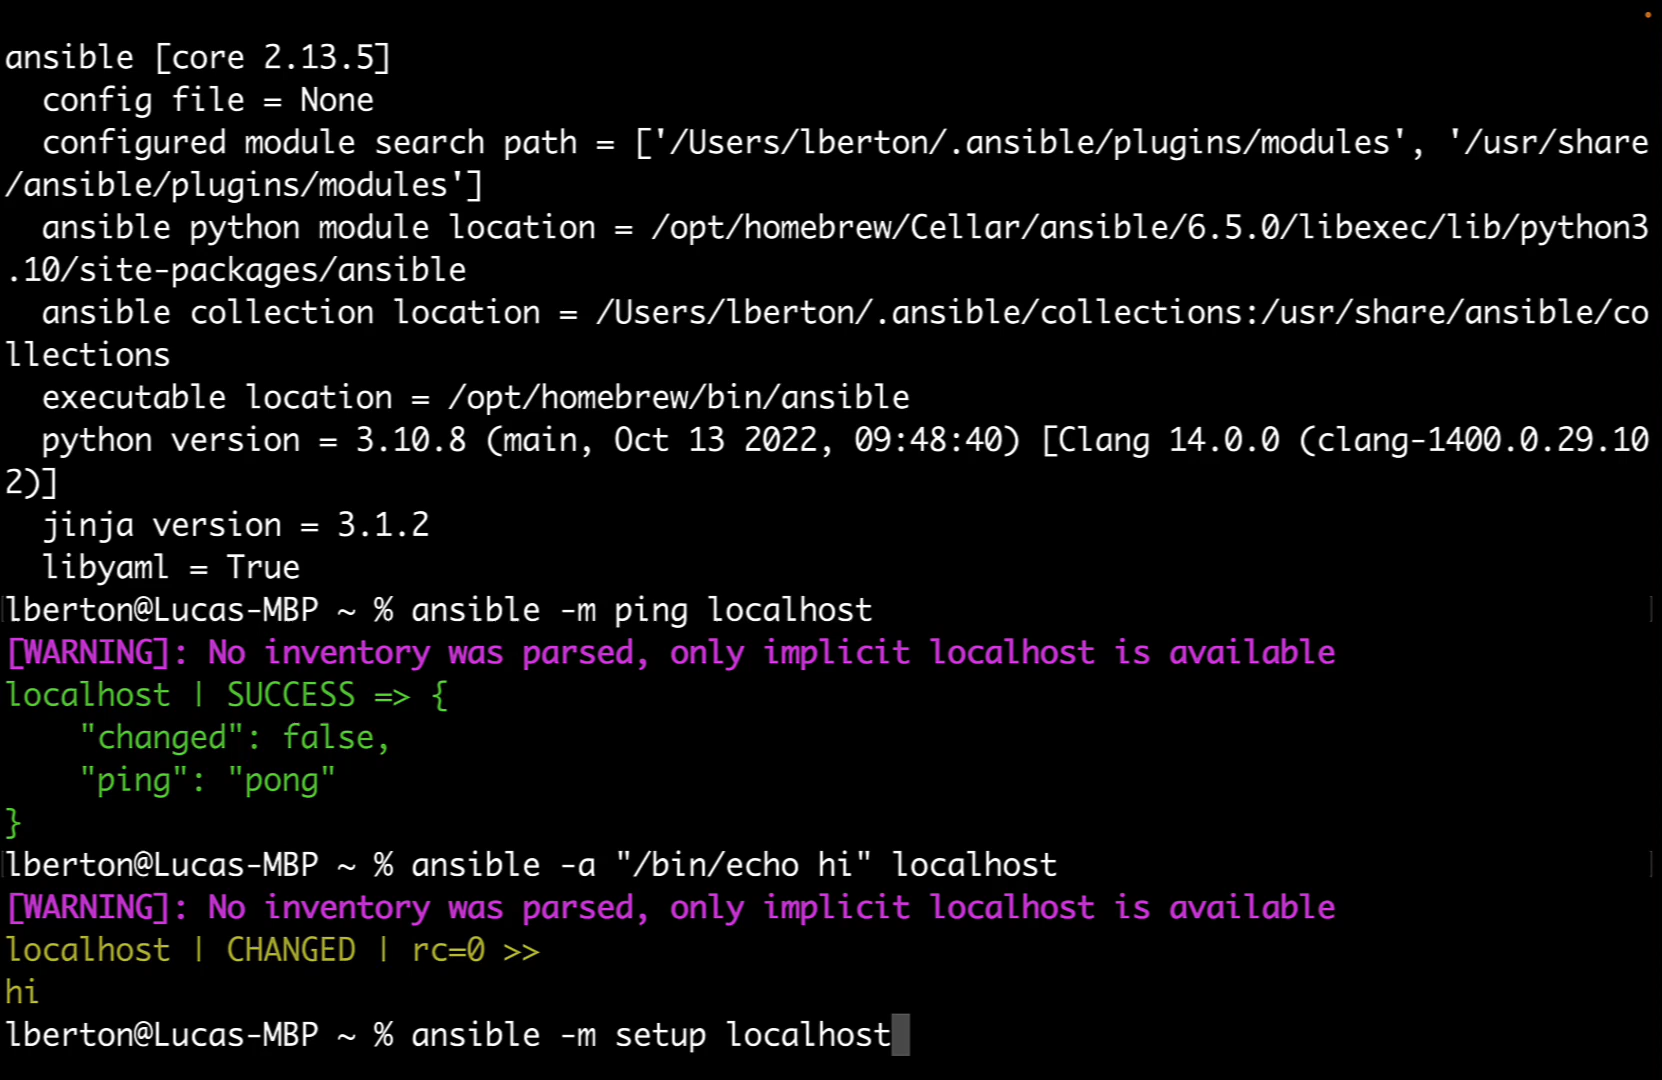 ansible [core 2.13.5]
  config file = None
  configured module search path = ['/Users/lberton/.ansible/plugins/modules', '/usr/share
/ansible/plugins/modules']
  ansible python module location = /opt/homebrew/Cellar/ansible/6.5.0/libexec/lib/python3
.10/site-packages/ansible
  ansible collection location = /Users/lberton/.ansible/collections:/usr/share/ansible/co
llections
  executable location = /opt/homebrew/bin/ansible
  python version = 3.10.8 (main, Oct 13 2022, 09:48:40) [Clang 14.0.0 (clang-1400.0.29.10
2)]
  jinja version = 3.1.2
  libyaml = True
lberton@Lucas-MBP ~ % ansible -m ping localhost
[WARNING]: No inventory was parsed, only implicit localhost is available
localhost | SUCCESS => {
    "changed": false,
    "ping": "pong"
}
lberton@Lucas-MBP ~ % ansible -a "/bin/echo hi" localhost
[WARNING]: No inventory was parsed, only implicit localhost is available
localhost | CHANGED | rc=0 >>
hi
lberton@Lucas-MBP ~ % ansible -m setup localhost